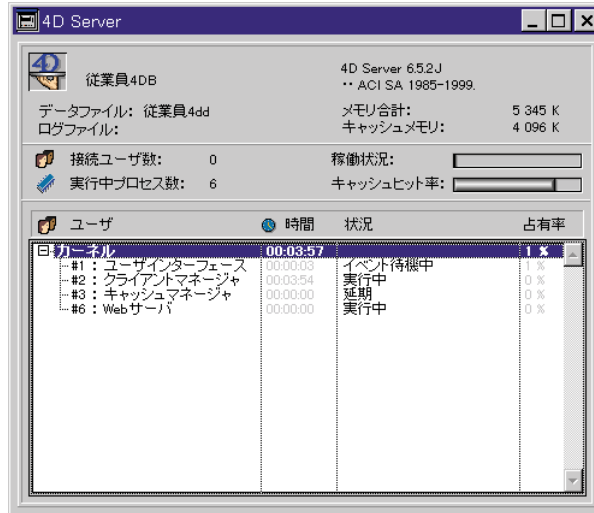 4D Server
4D
従業員4DB
4D Server 6.5.2J
·· ACI SA 1985-1999.
データファイル: 従業員4dd
メモリ合計: 5 345 K
ログファイル:
キャッシュメモリ: 4 096 K
接続ユーザ数: 0
稼働状況:
実行中プロセス数: 6
キャッシュヒット率:
ユーザ 時間 状況 占有率
カーネル 00:03:57 1 %
#1 : ユーザインターフェース 00:00:03 イベント待機中 1 %
#2 : クライアントマネージャ 00:03:54 実行中 0 %
#3 : キャッシュマネージャ 00:00:00 延期 0 %
#6 : Webサーバ 00:00:00 実行中 0 %